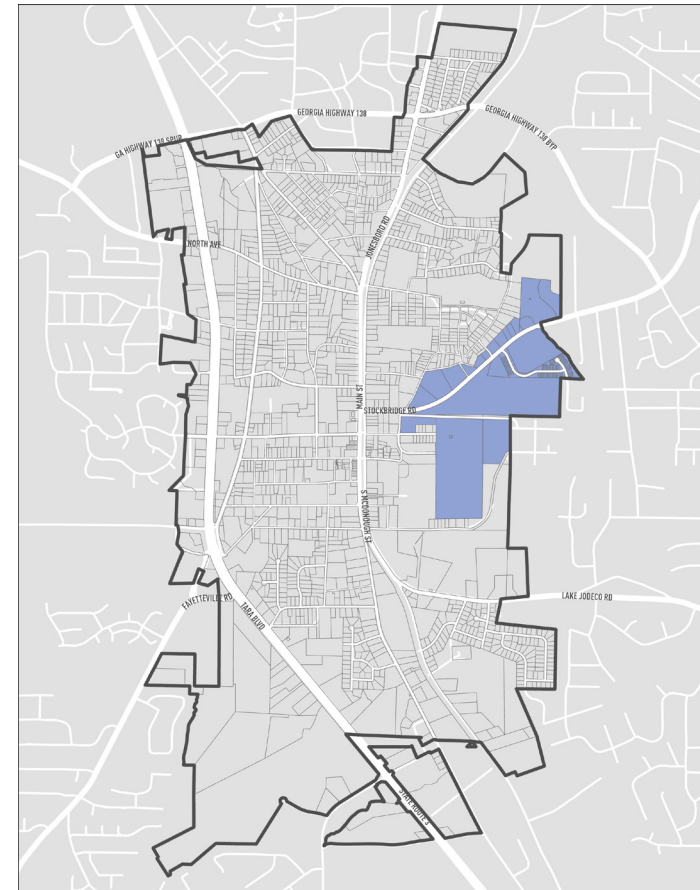 GEORGIA HIGHWAY 138
GEORGIA HIGHWAY 138 BYP
GA HIGHWAY 138 SPUR
JONESBORO RD
NORTH AVE
MAIN ST
STOCKBRIDGE RD
S MCDONOUGH ST
LAKE JODECO RD
FAYETTEVILLE RD
TARA BLVD
STATE ROUTE 3